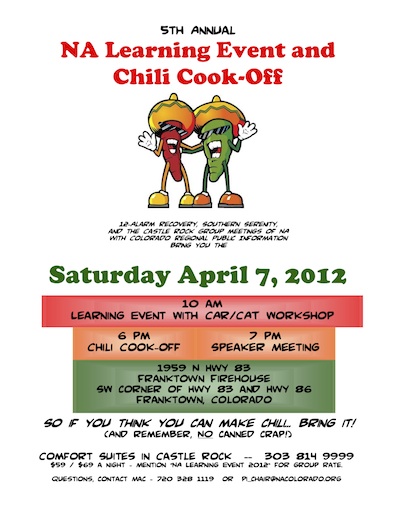 5TH ANNUAL
NA Learning Event and
Chili Cook-Off
12-ALARM RECOVERY, SOUTHERN SERENITY,
AND THE CASTLE ROCK GROUP MEETINGS OF NA
WITH COLORADO REGIONAL PUBLIC INFORMATION
BRING YOU THE
Saturday April 7, 2012
10 AM
LEARNING EVENT WITH CAR/CAT WORKSHOP
6 PM
CHILI COOK-OFF
7 PM
SPEAKER MEETING
1959 N HWY 83
FRANKTOWN FIREHOUSE
SW CORNER OF HWY 83 AND HWY 86
FRANKTOWN, COLORADO
SO IF YOU THINK YOU CAN MAKE CHILI... BRING IT!
(AND REMEMBER, NO CANNED CRAP!)
COMFORT SUITES IN CASTLE ROCK -- 303 814 9999
$59 / $69 A NIGHT - MENTION "NA LEARNING EVENT 2012" FOR GROUP RATE.
QUESTIONS, CONTACT MAC - 720 328 1119 OR PI_CHAIR@NACOLORADO.ORG